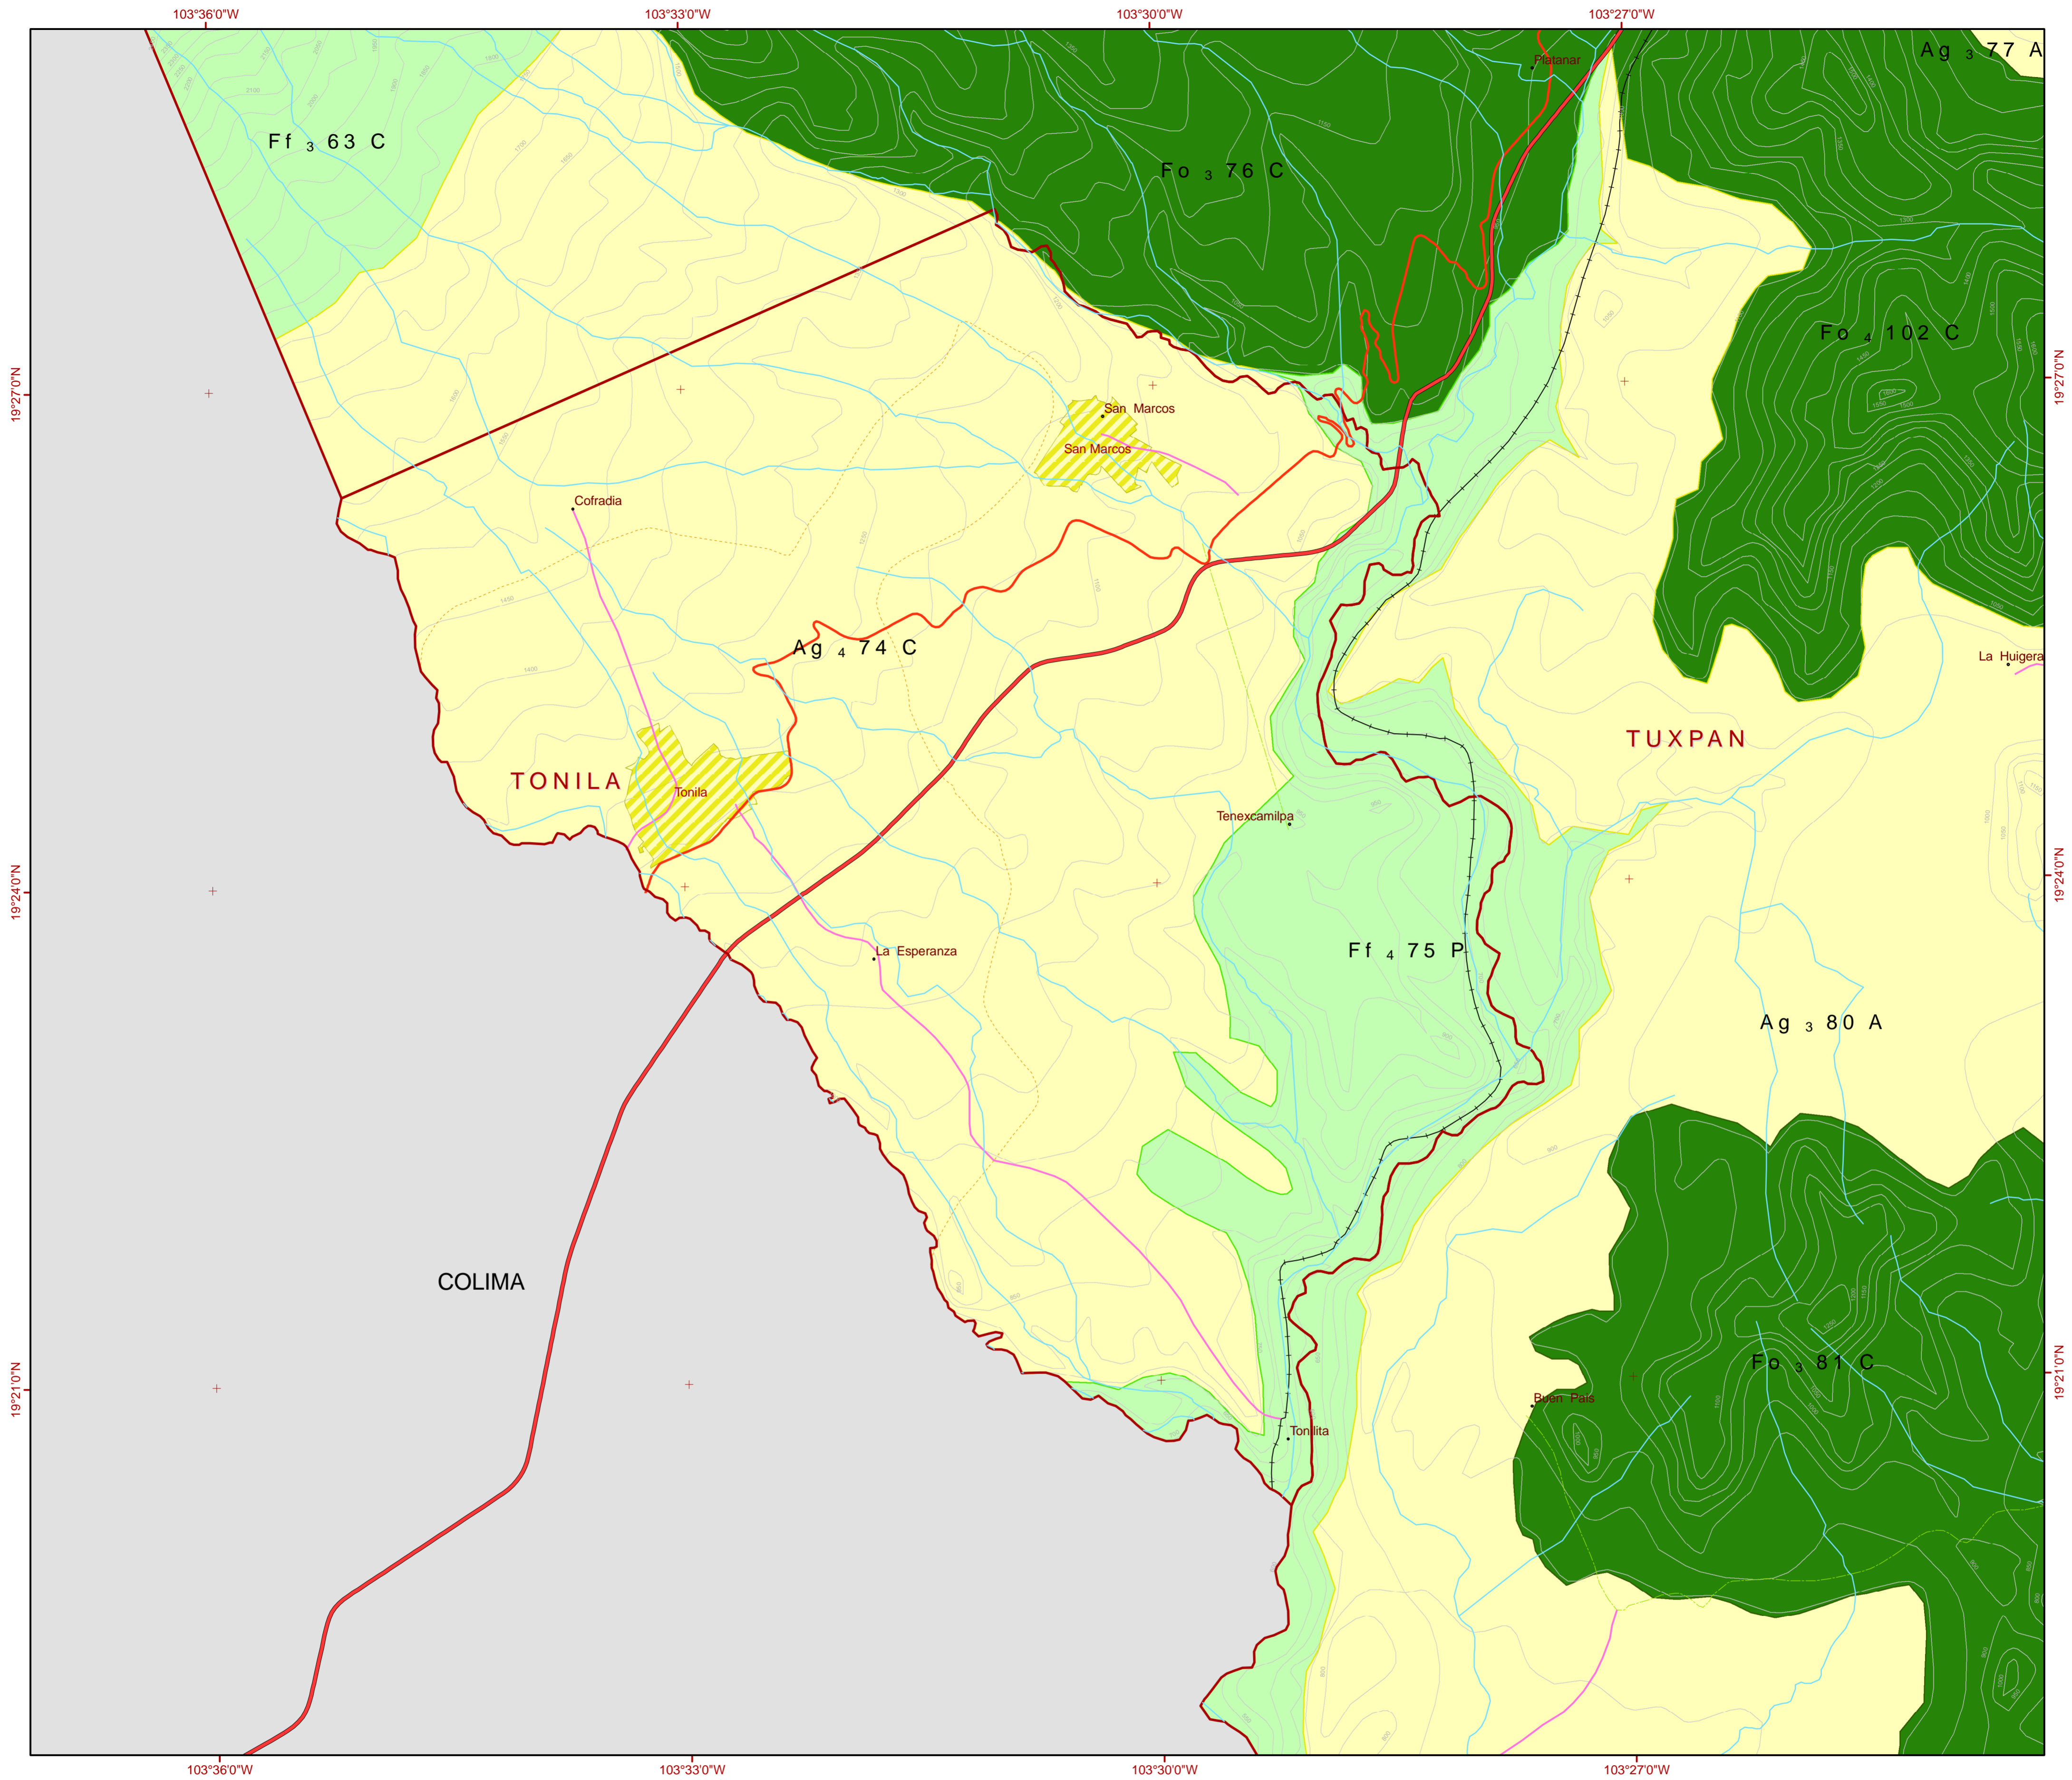 103°36'0"W 103°33'0"W 103°30'0"W 103°27'0"W
Ag 3 77 A
Platanar
Ff 3 63 C
Fo 3 76 C
Fo 4 102 C
19°27'0"N
19°27'0"N
San Marcos
San Marcos
Cofradia
Ag 4 74 C
La Huigera
TUXPAN
TONILA
Tonila
Tenexcamilpa
19°24'0"N
19°24'0"N
La Esperanza
Ff 4 75 P
Ag 3 80 A
COLIMA
Fo 3 81 C
19°21'0"N
19°21'0"N
Buen Pais
Tonilita
103°36'0"W 103°33'0"W 103°30'0"W 103°27'0"W